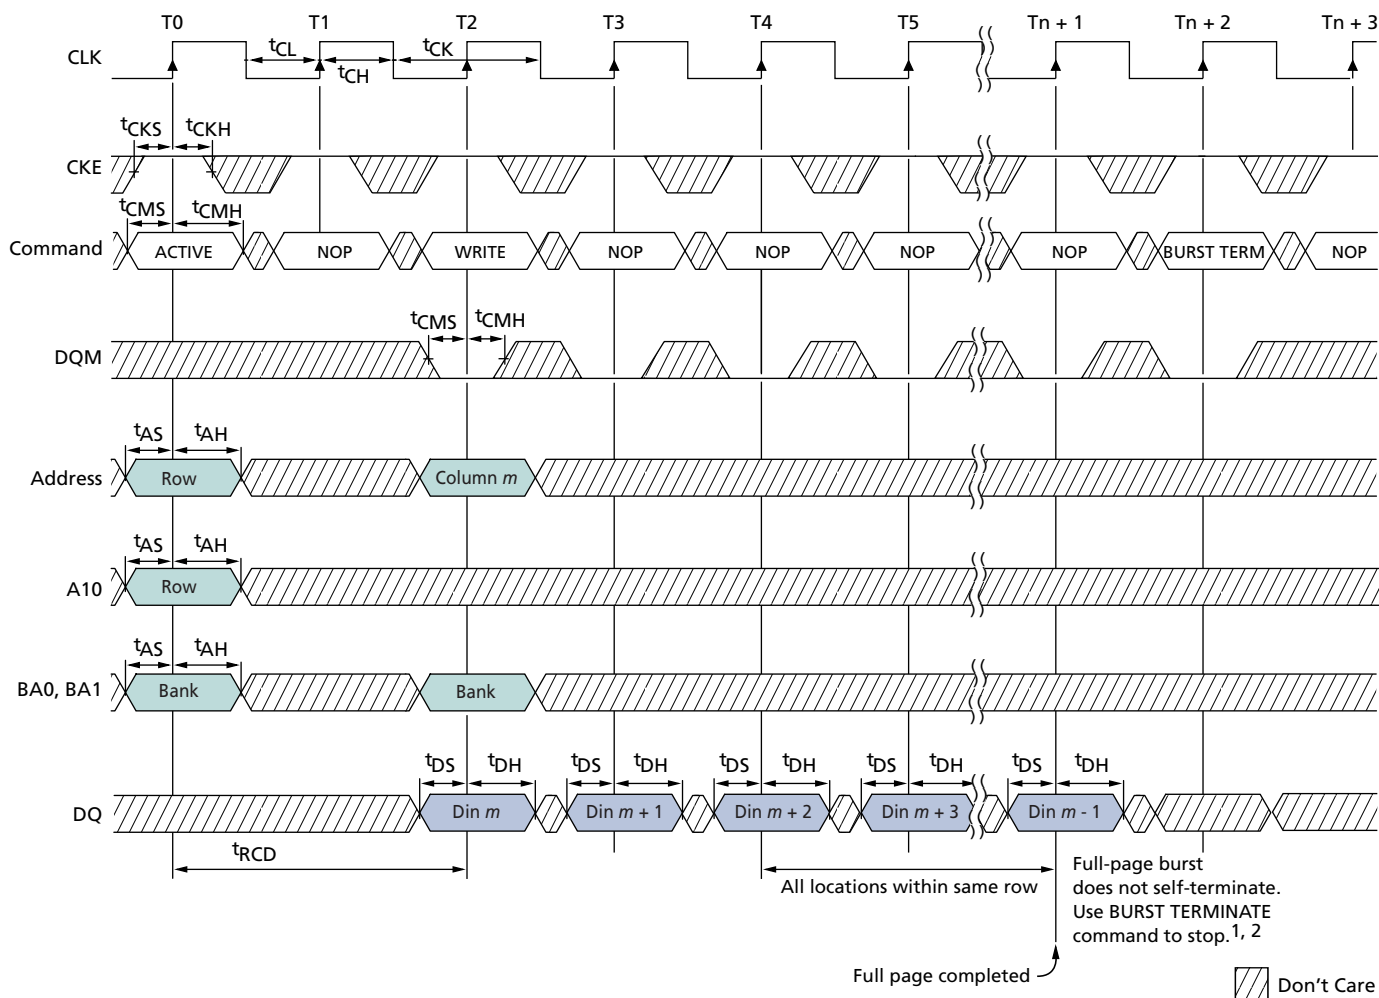 T0 T1 T2 T3 T4 T5 Tn + 1 Tn + 2 Tn + 3
CLK
tCL tCK
tCH
tCKS tCKH
CKE
tCMS tCMH
Command ACTIVE NOP WRITE NOP NOP NOP NOP BURST TERM NOP
tCMS tCMH
DQM
tAS tAH
Address Row Column m
tAS tAH
A10 Row
tAS tAH
BA0, BA1 Bank Bank
tDS tDH tDS tDH tDS tDH tDS tDH tDS tDH
DQ Din m Din m + 1 Din m + 2 Din m + 3 Din m - 1
tRCD
All locations within same row
Full-page burst
does not self-terminate.
Use BURST TERMINATE
command to stop.1, 2
Full page completed
Don't Care